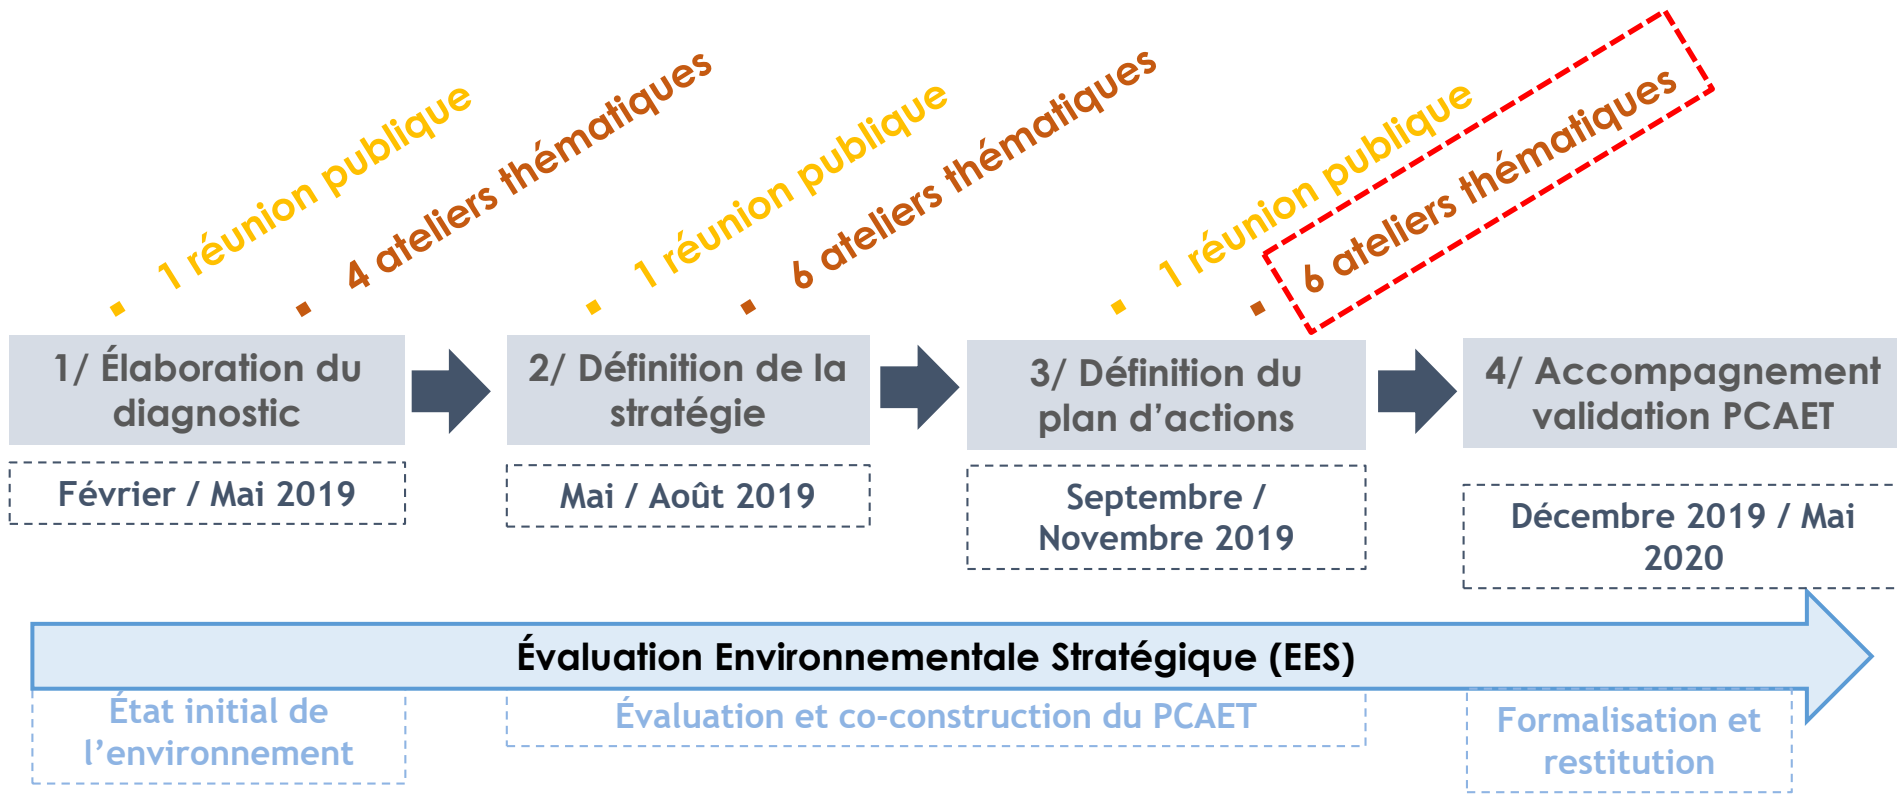 1 réunion publique
4 ateliers thématiques
1 réunion publique
6 ateliers thématiques
1 réunion publique
6 ateliers thématiques
1/ Élaboration du
diagnostic
2/ Définition de la
stratégie
3/ Définition du
plan d’actions
4/ Accompagnement
validation PCAET
Février / Mai 2019
Mai / Août 2019
Septembre /
Novembre 2019
Décembre 2019 / Mai
2020
Évaluation Environnementale Stratégique (EES)
État initial de
l’environnement
Évaluation et co-construction du PCAET
Formalisation et
restitution